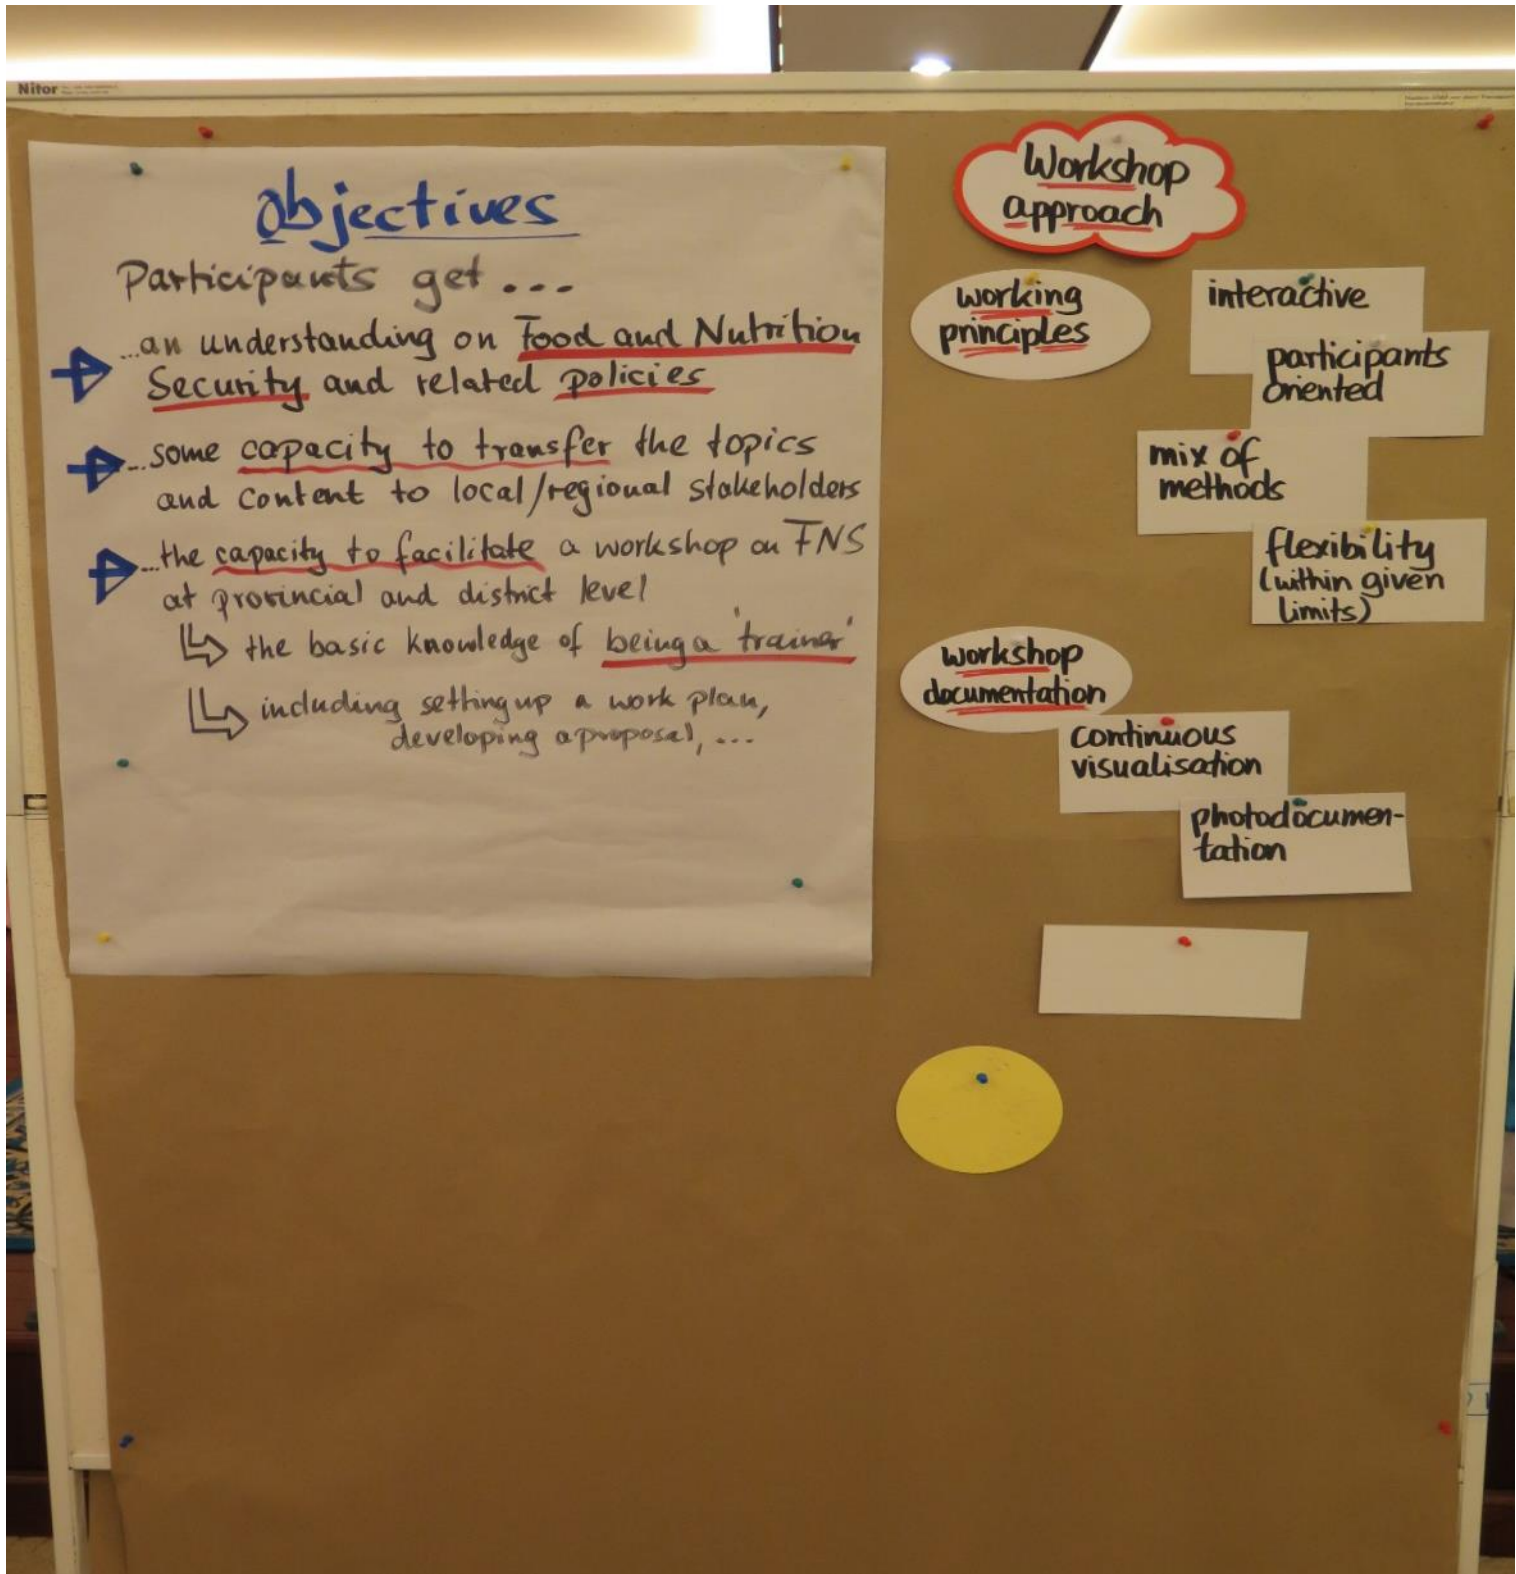 Nitor
Objectives
Participants get ...
...an understanding on Food and Nutrition
Security and related policies
...some capacity to transfer the topics
and content to local/regional stakeholders
...the capacity to facilitate a workshop on FNS
at provincial and district level
the basic knowledge of being a 'trainer'
including setting up a work plan,
developing a proposal, ...
Workshop
approach
working
principles
interactive
participants
oriented
mix of
methods
flexibility
(within given
limits)
workshop
documentation
continuous
visualisation
photodocumen-
tation